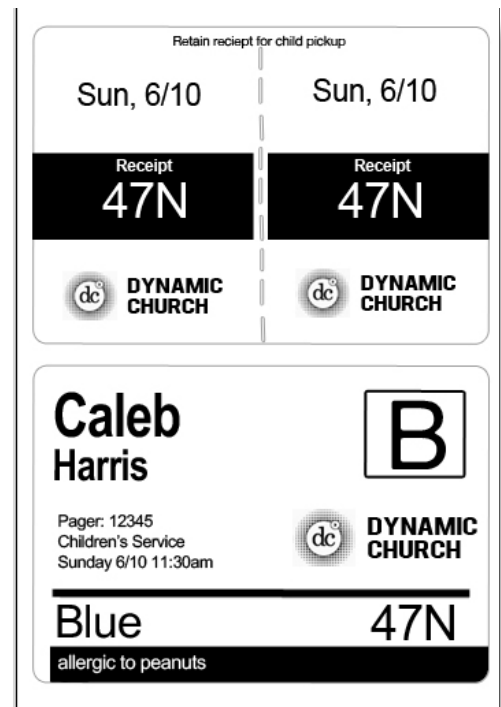 Retain reciept for child pickup
Sun, 6/10
Sun, 6/10
Receipt
47N
Receipt
47N
dc DYNAMIC
CHURCH
dc DYNAMIC
CHURCH
Caleb
Harris
B
Pager: 12345
Children's Service
Sunday 6/10 11:30am
dc DYNAMIC
CHURCH
Blue 47N
allergic to peanuts